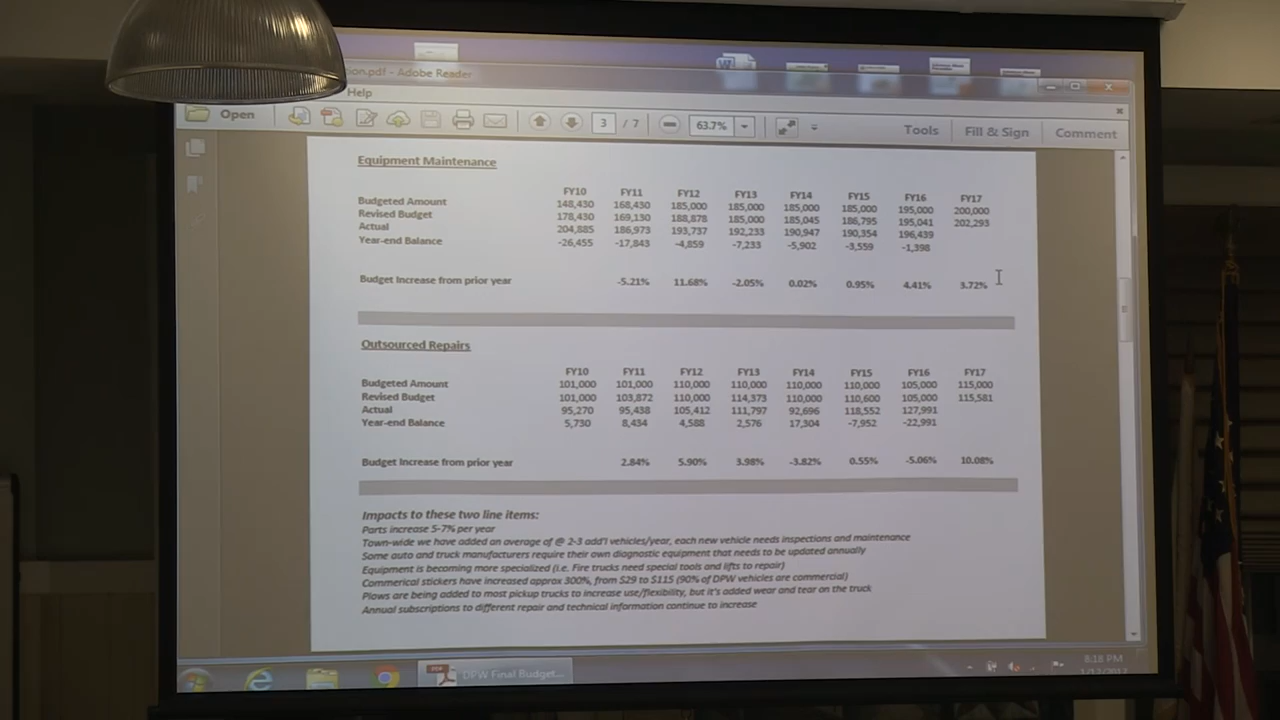 ion.pdf - Adobe Reader
Help
Open 3 / 7 63.7% Tools Fill & Sign Comment
Equipment Maintenance
FY10 FY11 FY12 FY13 FY14 FY15 FY16 FY17
Budgeted Amount 148,430 168,430 185,000 185,000 185,000 185,000 195,000 200,000
Revised Budget 178,430 169,130 188,878 185,000 185,045 186,795 195,041 202,293
Actual 204,885 186,973 193,737 192,233 190,947 190,354 196,439
Year-end Balance -26,455 -17,843 -4,859 -7,233 -5,902 -3,559 -1,398
Budget Increase from prior year -5.21% 11.68% -2.05% 0.02% 0.95% 4.41% 3.72%
Outsourced Repairs
FY10 FY11 FY12 FY13 FY14 FY15 FY16 FY17
Budgeted Amount 101,000 101,000 110,000 110,000 110,000 110,000 105,000 115,000
Revised Budget 101,000 103,872 110,000 114,373 110,000 110,600 105,000 115,581
Actual 95,270 95,438 105,412 111,797 92,696 118,552 127,991
Year-end Balance 5,730 8,434 4,588 2,576 17,304 -7,952 -22,991
Budget Increase from prior year 2.84% 5.90% 3.98% -3.82% 0.55% -5.06% 10.08%
Impacts to these two line items:
Parts increase 5-7% per year
Town-wide we have added an average of @ 2-3 add'l vehicles/year, each new vehicle needs inspections and maintenance
Some auto and truck manufacturers require their own diagnostic equipment that needs to be updated annually
Equipment is becoming more specialized (i.e. Fire trucks need special tools and lifts to repair)
Commerical stickers have increased approx 300%, from $29 to $115 (90% of DPW vehicles are commercial)
Plows are being added to most pickup trucks to increase use/flexibility, but it's added wear and tear on the truck
Annual subscriptions to different repair and technical information continue to increase
DPW Final Budget...
8:18 PM
1/12/2017